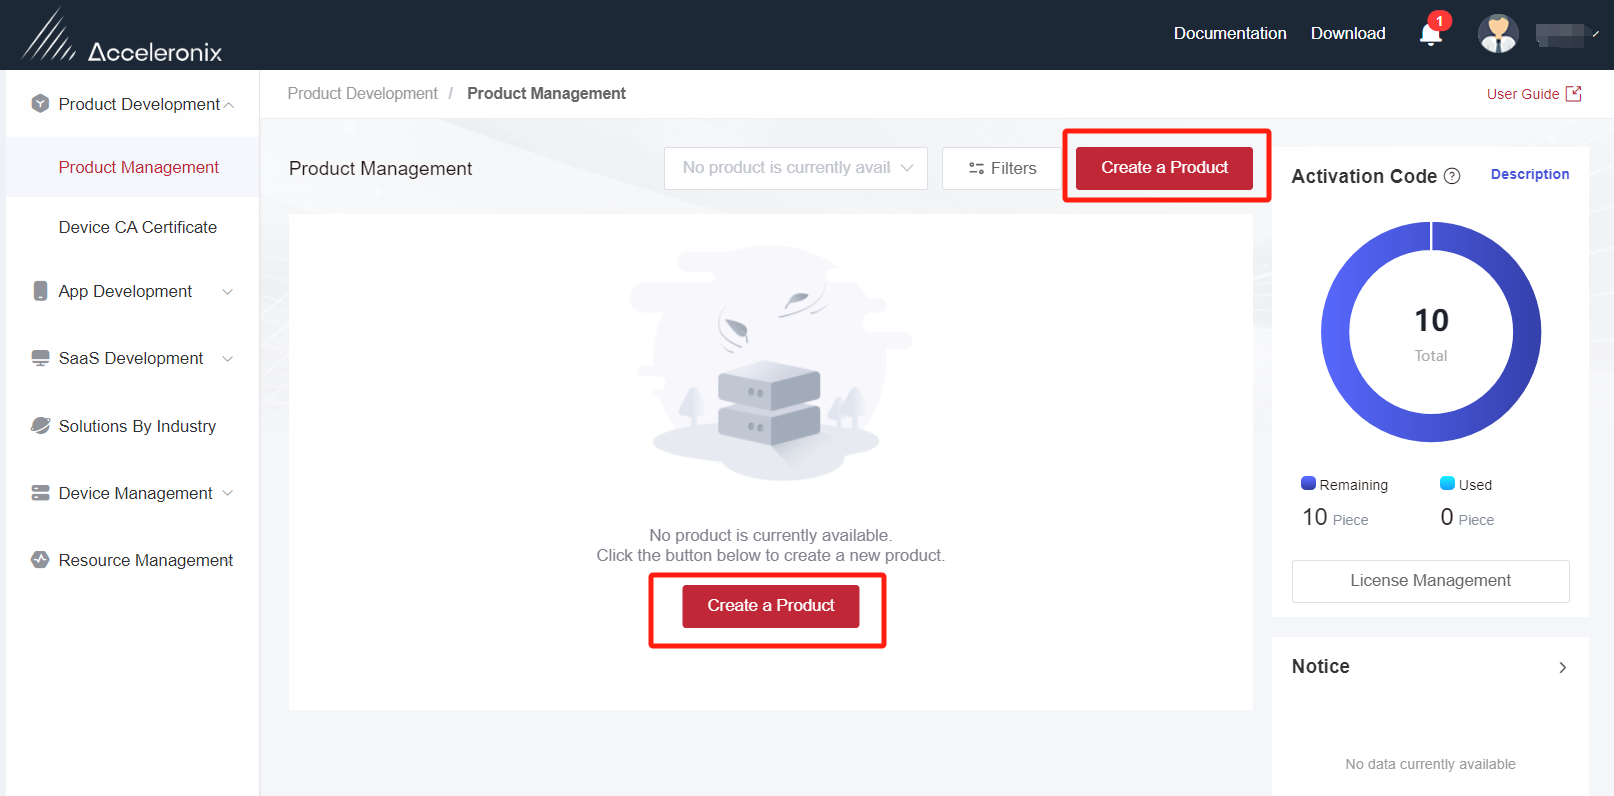 Acceleronix
Documentation
Download
1
Product Development
Product Management
Device CA Certificate
App Development
SaaS Development
Solutions By Industry
Device Management
Resource Management
Product Development / Product Management
User Guide
Product Management
No product is currently avail
Filters
Create a Product
No product is currently available.
Click the button below to create a new product.
Create a Product
Activation Code ?
Description
10
Total
Remaining
10 Piece
Used
0 Piece
License Management
Notice
No data currently available